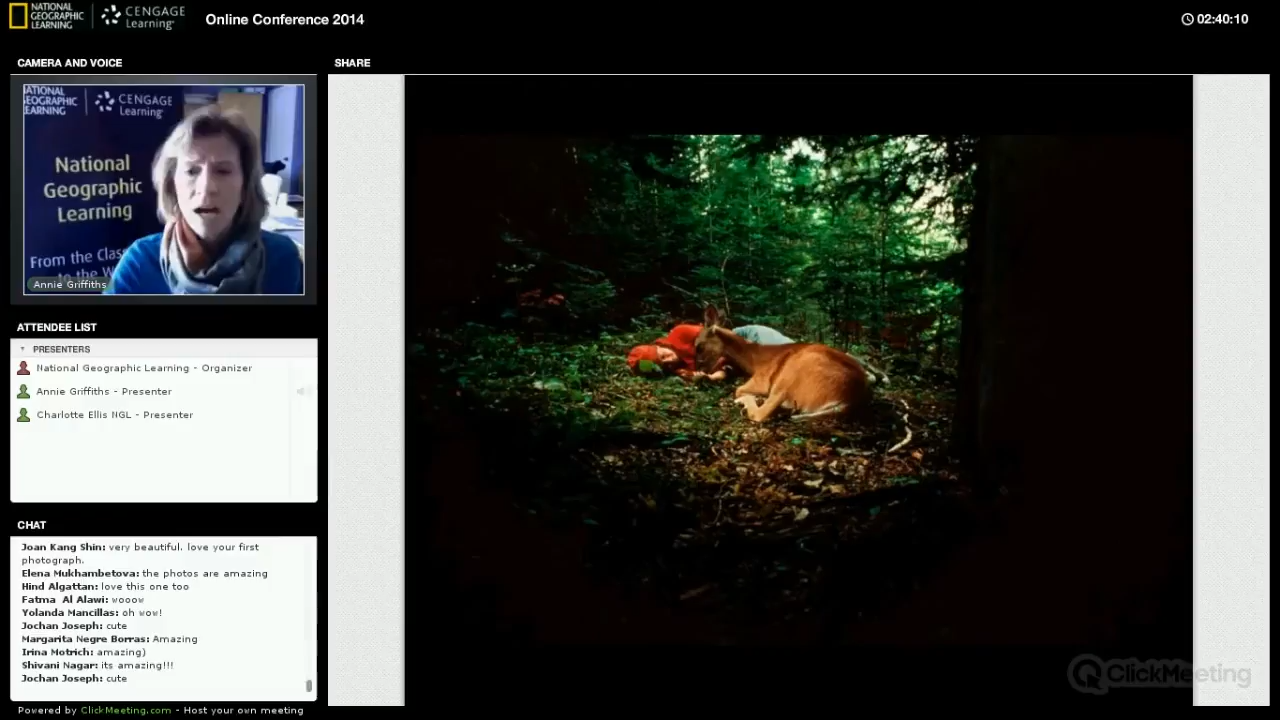 NATIONAL
GEOGRAPHIC
LEARNING
CENGAGE
Learning
Online Conference 2014
02:40:10
CAMERA AND VOICE
SHARE
CENGAGE
Learning
National
Geographic
Learning
From the Clas
to the W
Annie Griffiths
ATTENDEE LIST
PRESENTERS
National Geographic Learning - Organizer
Annie Griffiths - Presenter
Charlotte Ellis NGL - Presenter
CHAT
Joan Kang Shin: very beautiful. love your first
photograph.
Elena Mukhambetova: the photos are amazing
Hind Algattan: love this one too
Fatma Al Alawi: wooow
Yolanda Mancillas: oh wow!
Jochan Joseph: cute
Margarita Negre Borras: Amazing
Irina Motrich: amazing)
Shivani Nagar: its amazing!!!
Jochan Joseph: cute
Powered by ClickMeeting.com - Host your own meeting
ClickMeeting